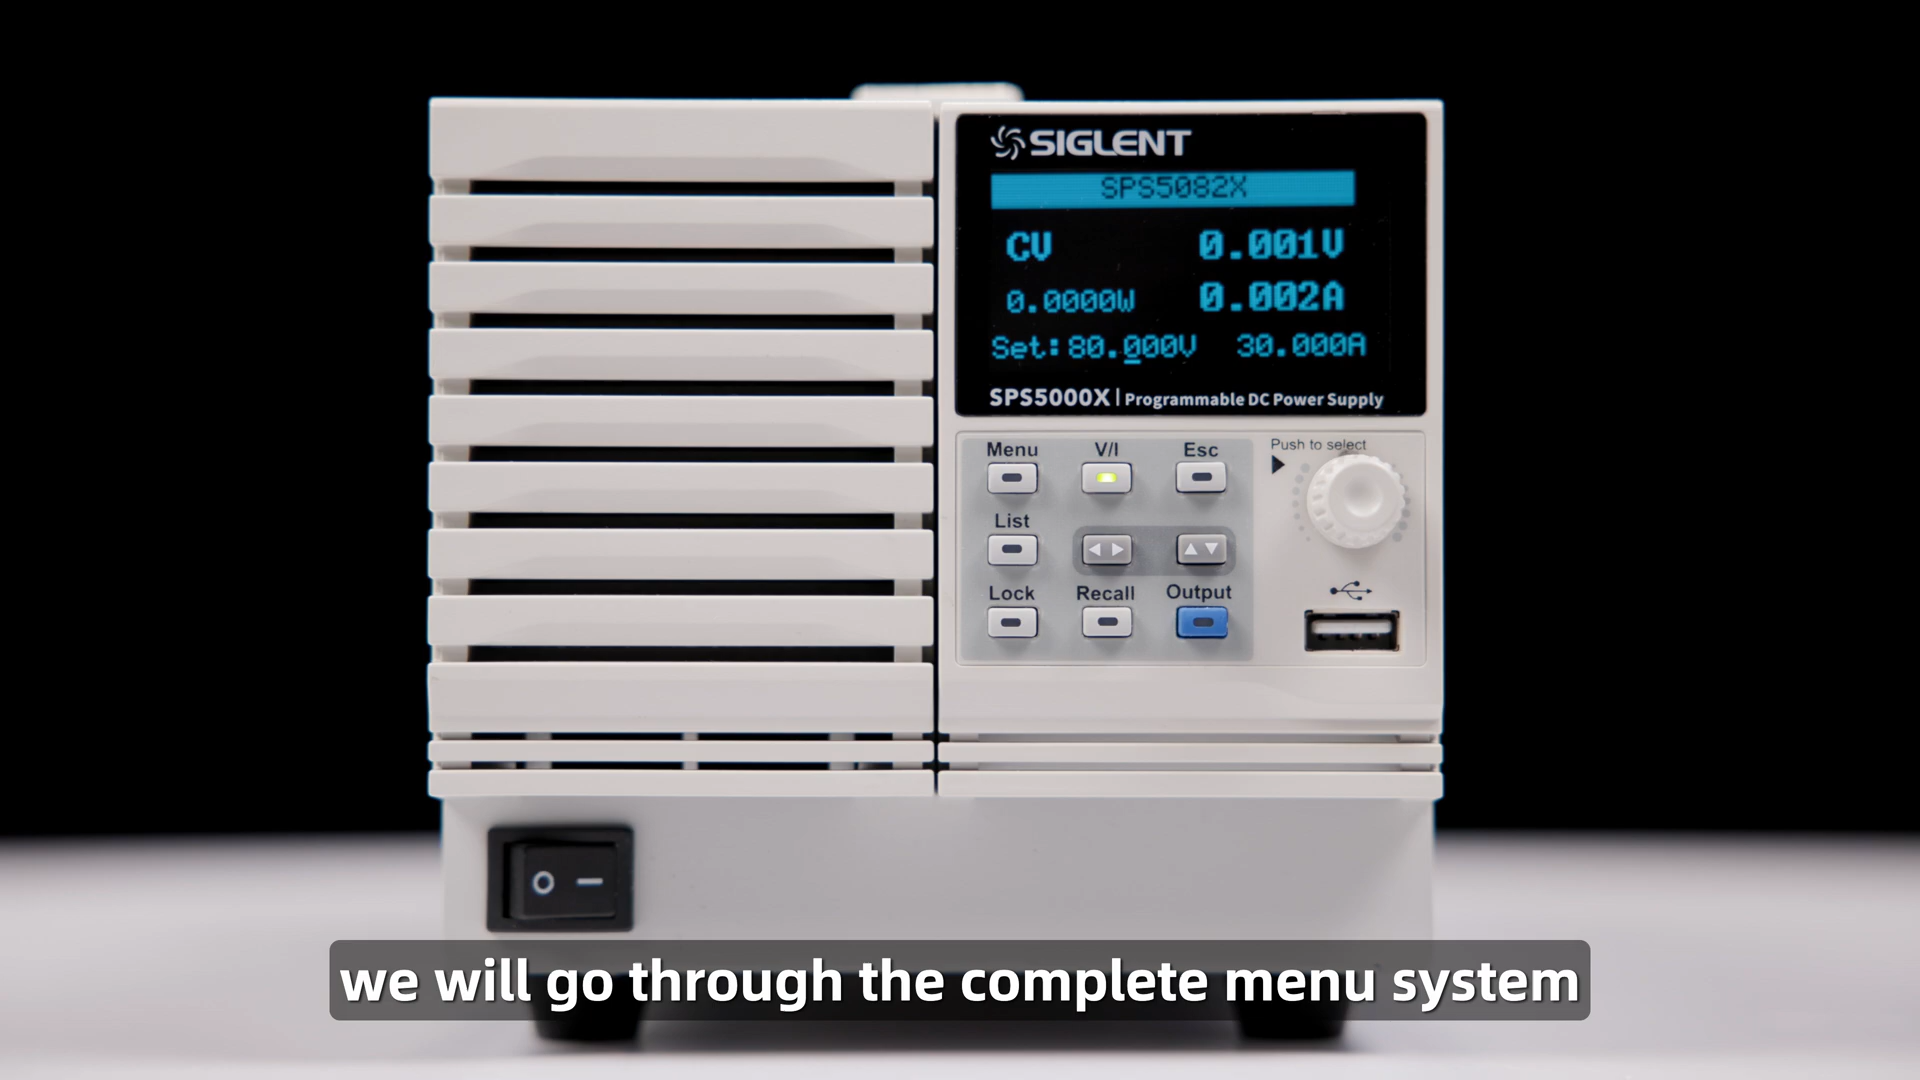 SIGLENT
SPS5082X
CV 0.001V
0.0000W 0.002A
Set: 80.000V 30.000A
SPS5000X | Programmable DC Power Supply
Menu V/I Esc
Push to select
List
Lock Recall Output
we will go through the complete menu system